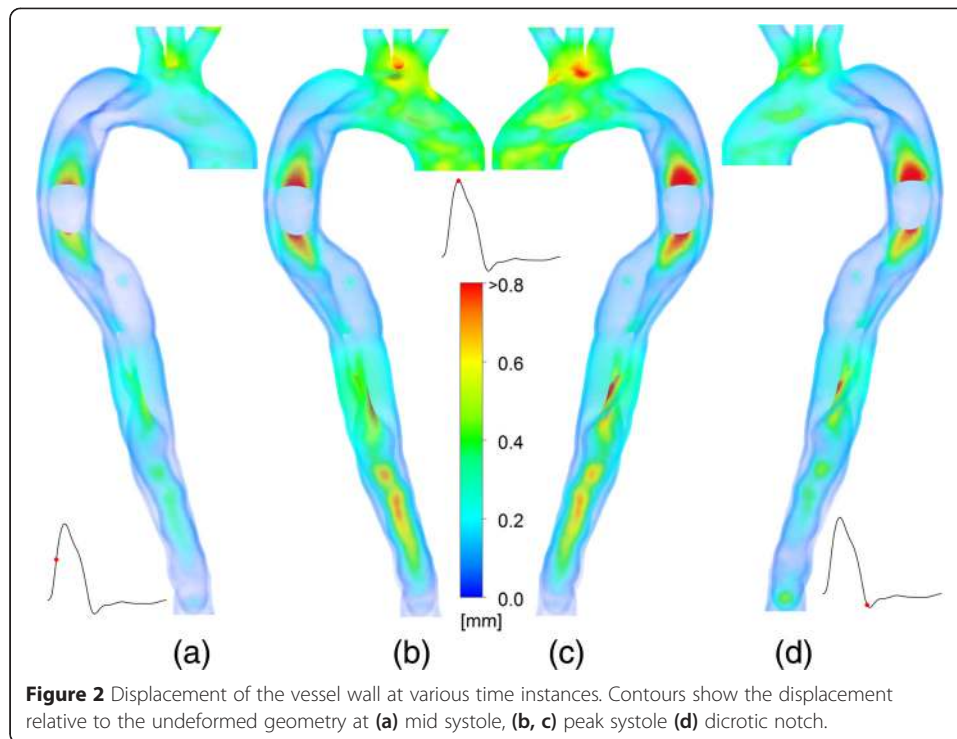 >0.8
0.6
0.4
0.2
0.0
[mm]
(a) (b) (c) (d)
Figure 2 Displacement of the vessel wall at various time instances. Contours show the displacement
relative to the undeformed geometry at (a) mid systole, (b, c) peak systole (d) dicrotic notch.